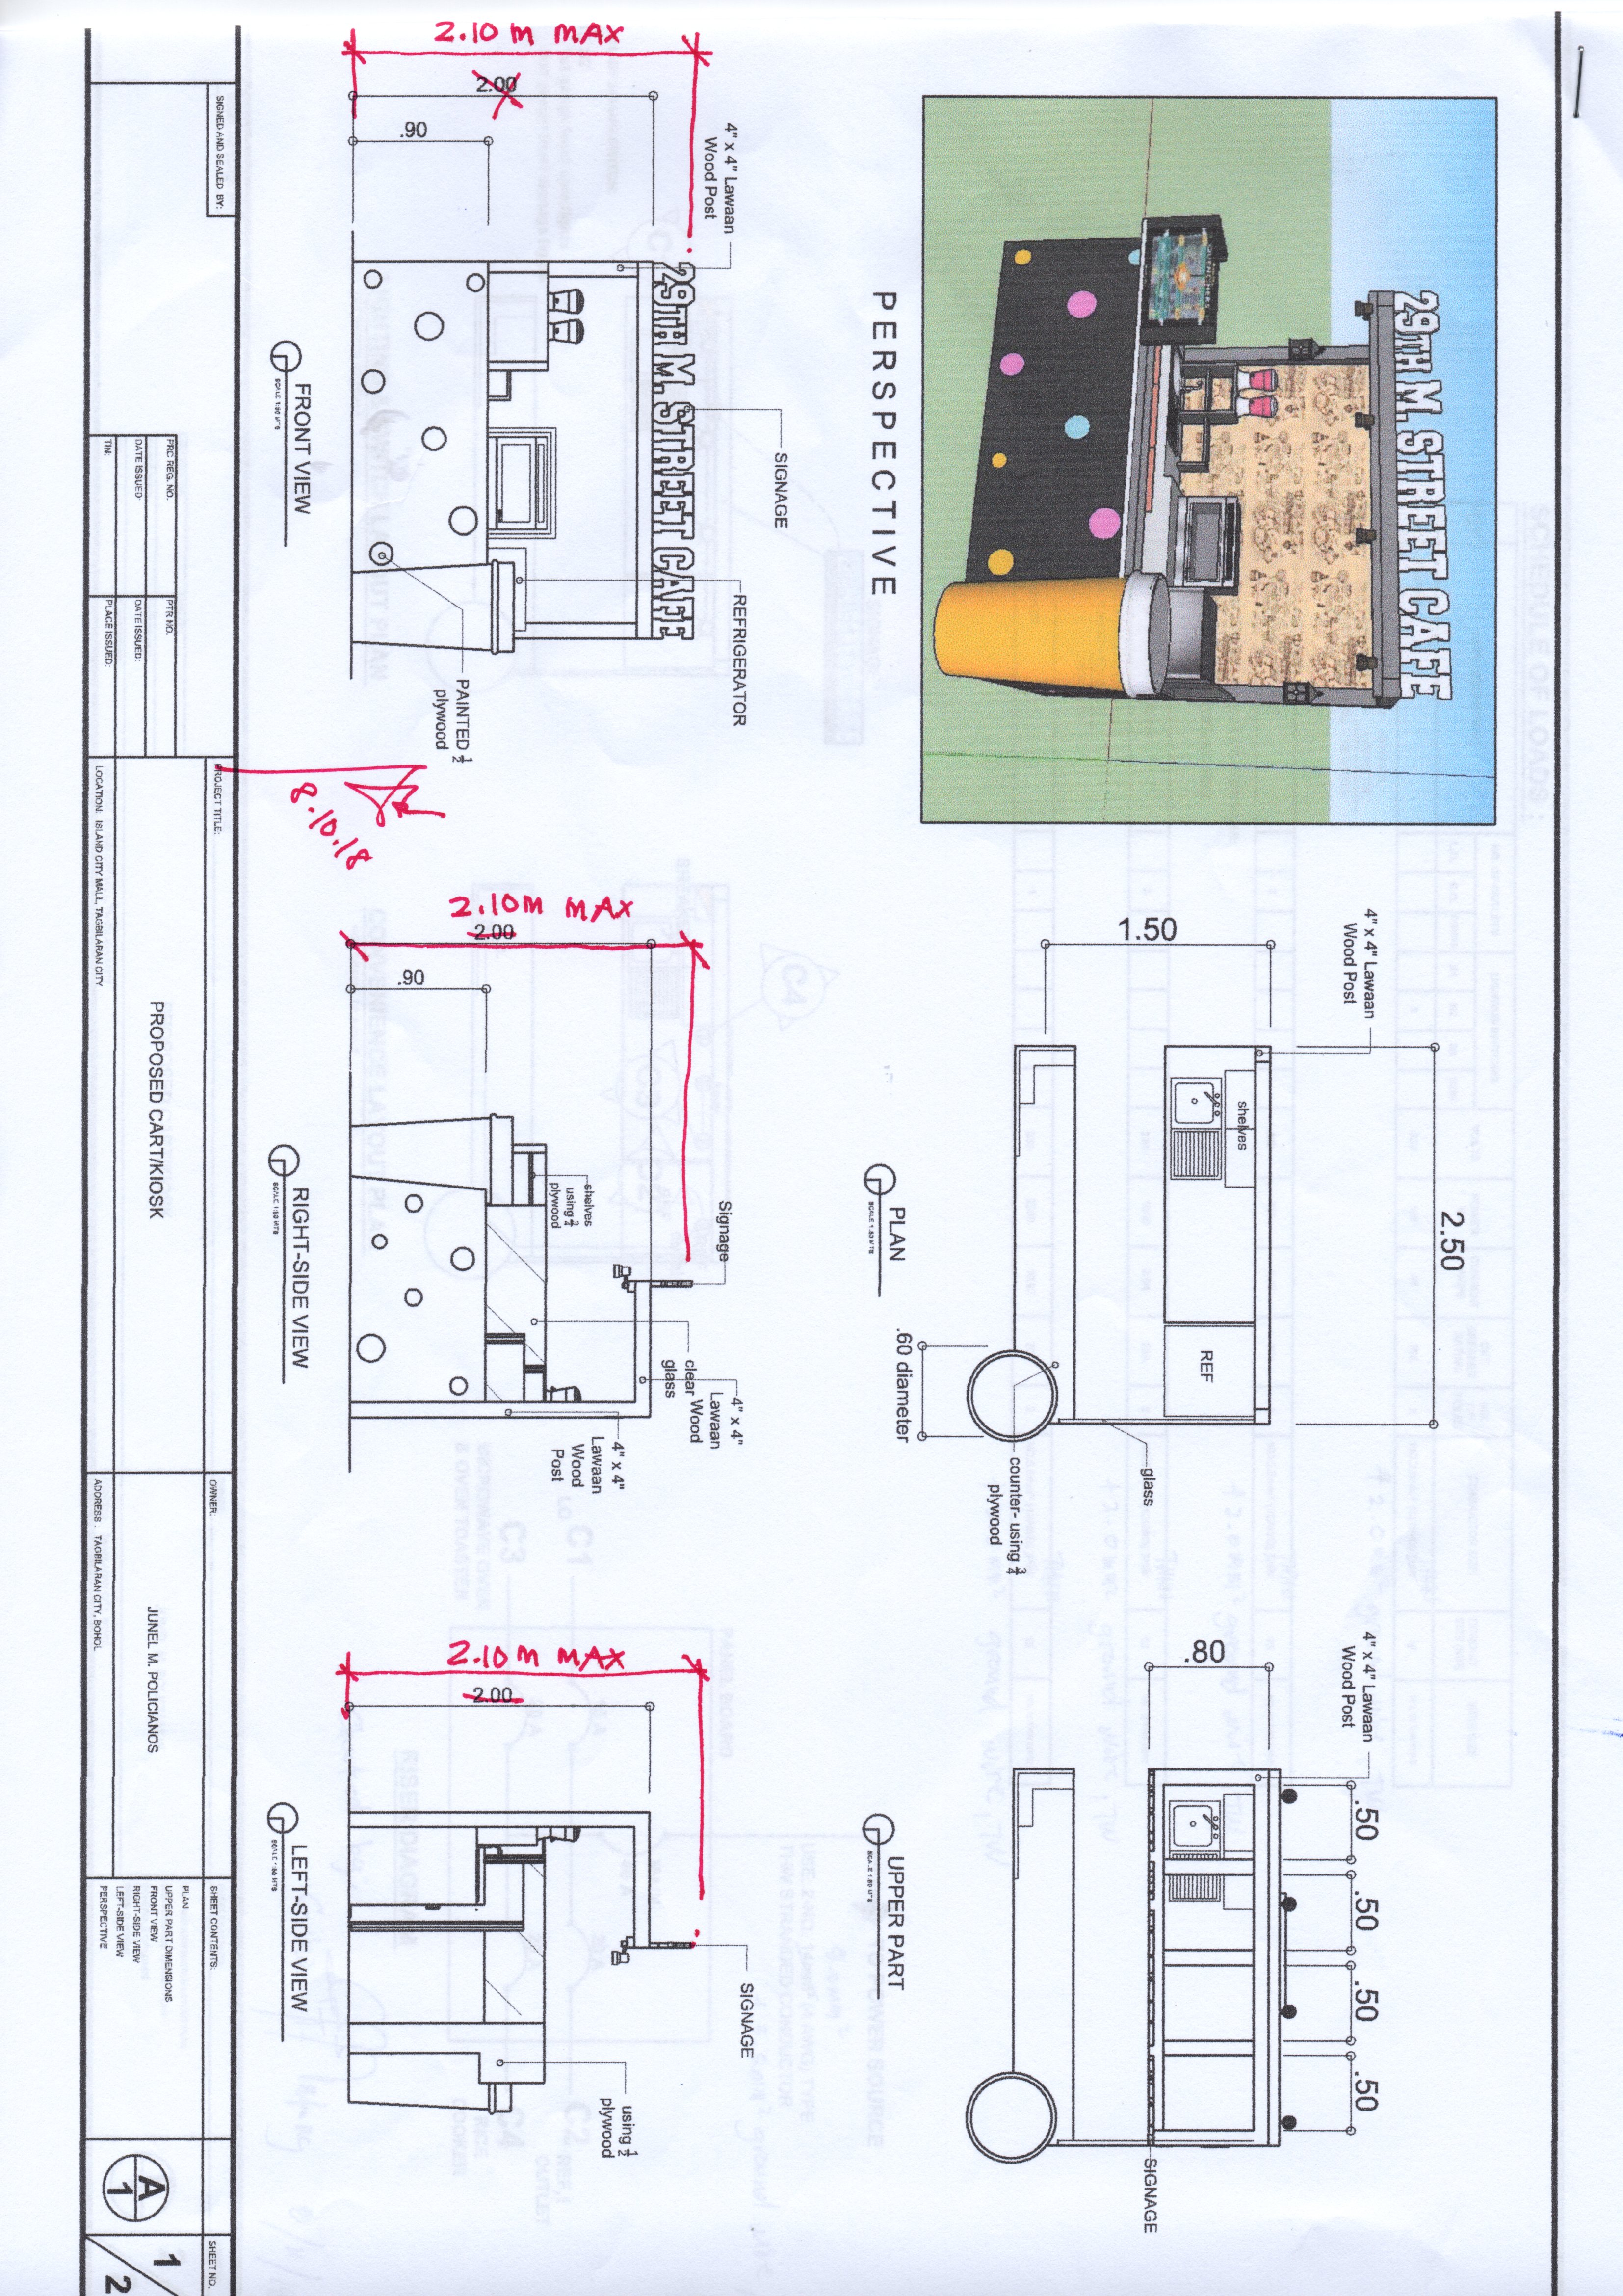 29TH M. STREET CAFE
PERSPECTIVE
4" x 4" Lawaan
Wood Post
1.50
2.50
shelves
REF
.60 diameter
glass
counter- using 3/4
plywood
PLAN
4" x 4" Lawaan
Wood Post
.80
.50
.50
.50
.50
SIGNAGE
UPPER PART
2.10 M MAX
2.00
.90
4" x 4" Lawaan
Wood Post
29TH M. STREET CAFE
SIGNAGE
REFRIGERATOR
PAINTED 1/2
plywood
FRONT VIEW
8.10.18
2.10M MAX
2.00
.90
shelves
using 3/4
plywood
Signage
4" x 4"
Lawaan
clear Wood
glass
4" x 4"
Lawaan
Wood
Post
RIGHT-SIDE VIEW
2.10M MAX
2.00
SIGNAGE
using 1/2
plywood
LEFT-SIDE VIEW
SIGNED AND SEALED BY:
PRC REG. NO.
DATE ISSUED:
TIN:
PTR NO.
DATE ISSUED:
PLACE ISSUED:
PROJECT TITLE:
PROPOSED CART/KIOSK
LOCATION: ISLAND CITY MALL, TAGBILARAN CITY
OWNER:
JUNEL M. POLICIANOS
ADDRESS : TAGBILARAN CITY, BOHOL
SHEET CONTENTS:
PLAN
UPPER PART DIMENSIONS
FRONT VIEW
RIGHT-SIDE VIEW
LEFT-SIDE VIEW
PERSPECTIVE
A
1
SHEET NO.
1
2